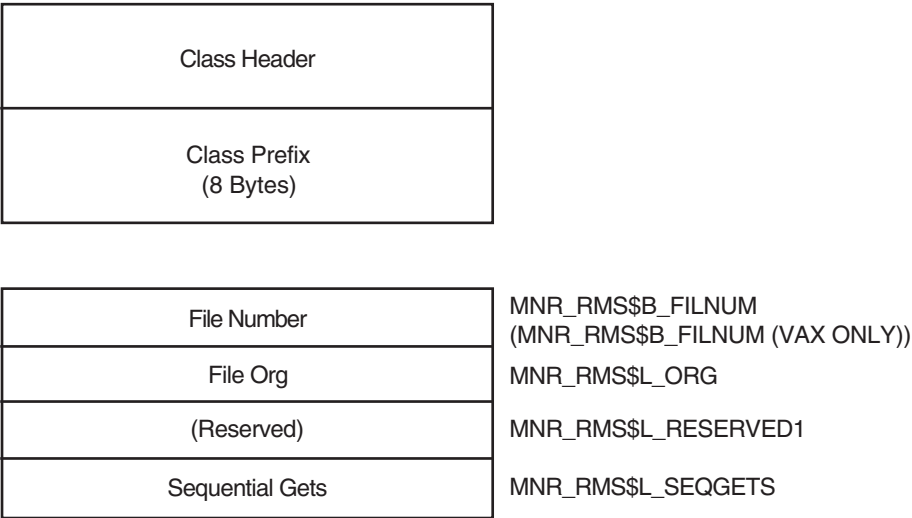 Class Header
Class Prefix
(8 Bytes)
File Number
MNR_RMS$B_FILNUM
(MNR_RMS$B_FILNUM (VAX ONLY))
File Org
MNR_RMS$L_ORG
(Reserved)
MNR_RMS$L_RESERVED1
Sequential Gets
MNR_RMS$L_SEQGETS